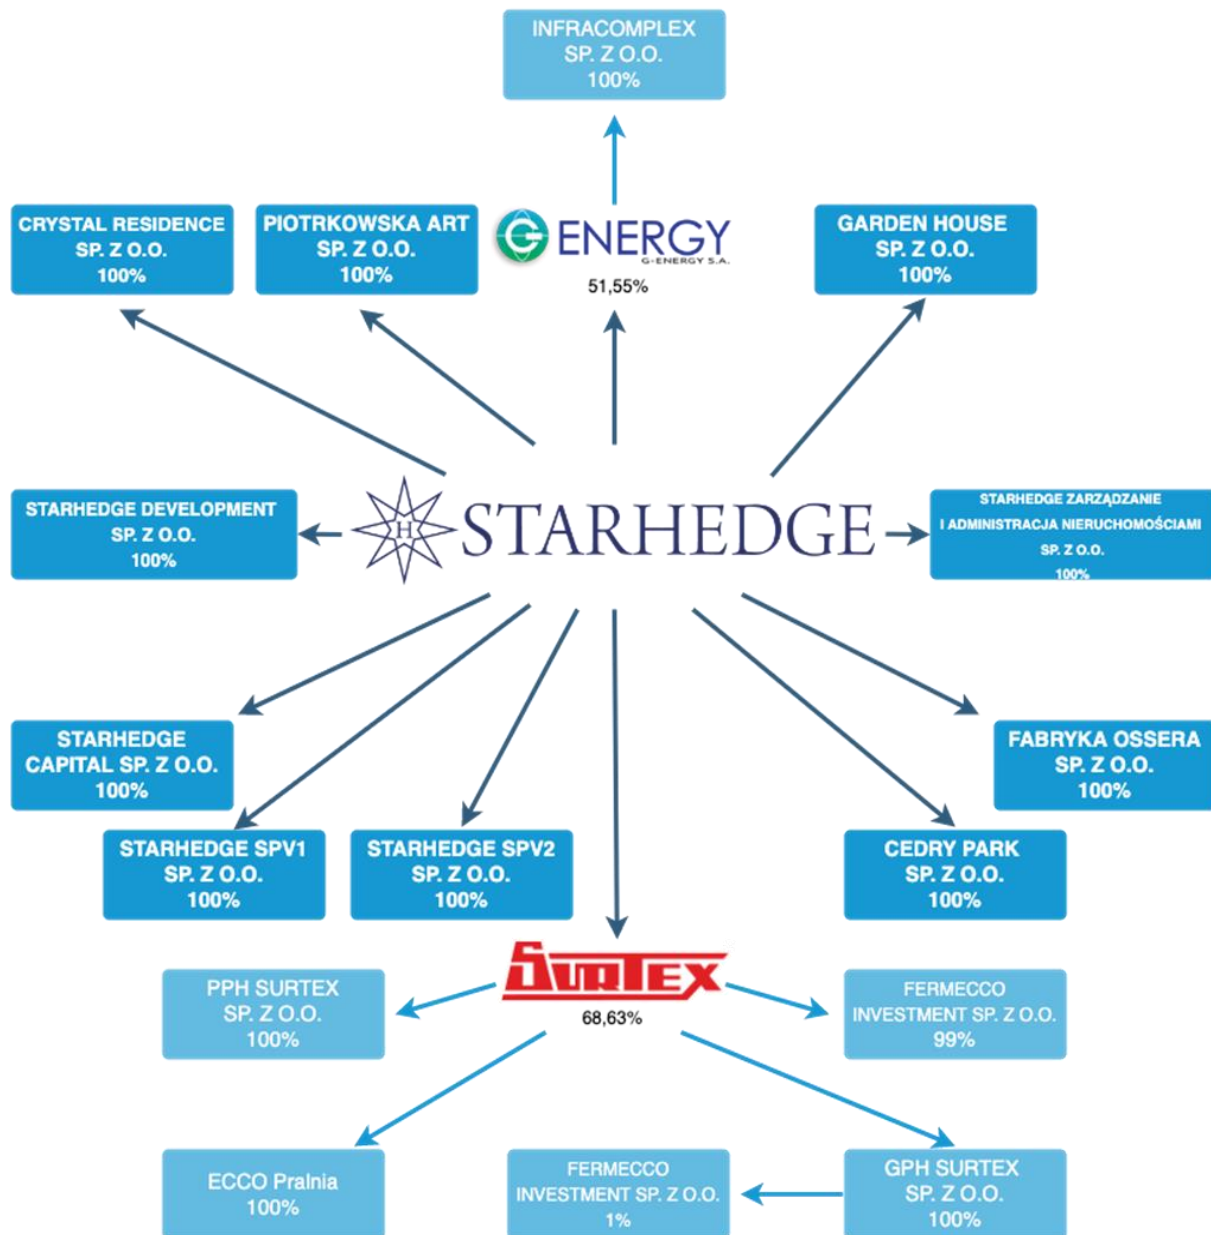 INFRACOMPLEX
SP. Z O.O.
100%
CRYSTAL RESIDENCE
SP. Z O.O.
100%
PIOTRKOWSKA ART
SP. Z O.O.
100%
G ENERGY
G-ENERGY S.A.
51,55%
GARDEN HOUSE
SP. Z O.O.
100%
STARHEDGE DEVELOPMENT
SP. Z O.O.
100%
H STARHEDGE
STARHEDGE ZARZĄDZANIE
I ADMINISTRACJA NIERUCHOMOŚCIAMI
SP. Z O.O.
100%
STARHEDGE
CAPITAL SP. Z O.O.
100%
FABRYKA OSSERA
SP. Z O.O.
100%
STARHEDGE SPV1
SP. Z O.O.
100%
STARHEDGE SPV2
SP. Z O.O.
100%
CEDRY PARK
SP. Z O.O.
100%
SURTEX
68,63%
PPH SURTEX
SP. Z O.O.
100%
FERMECCO
INVESTMENT SP. Z O.O.
99%
ECCO Pralnia
100%
FERMECCO
INVESTMENT SP. Z O.O.
1%
GPH SURTEX
SP. Z O.O.
100%